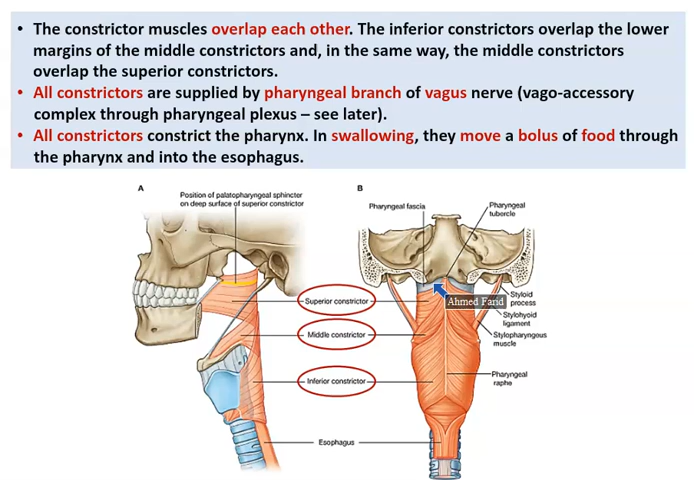 • The constrictor muscles overlap each other. The inferior constrictors overlap the lower
margins of the middle constrictors and, in the same way, the middle constrictors
overlap the superior constrictors.
• All constrictors are supplied by pharyngeal branch of vagus nerve (vago-accessory
complex through pharyngeal plexus – see later).
• All constrictors constrict the pharynx. In swallowing, they move a bolus of food through
the pharynx and into the esophagus.
A
Position of palatopharyngeal sphincter
on deep surface of superior constrictor
B
Pharyngeal fascia
Pharyngeal
tubercle
Superior constrictor
Ahmed Farid
Styloid
process
Stylohyoid
ligament
Middle constrictor
Stylopharyngeous
muscle
Inferior constrictor
Pharyngeal
raphe
Esophagus